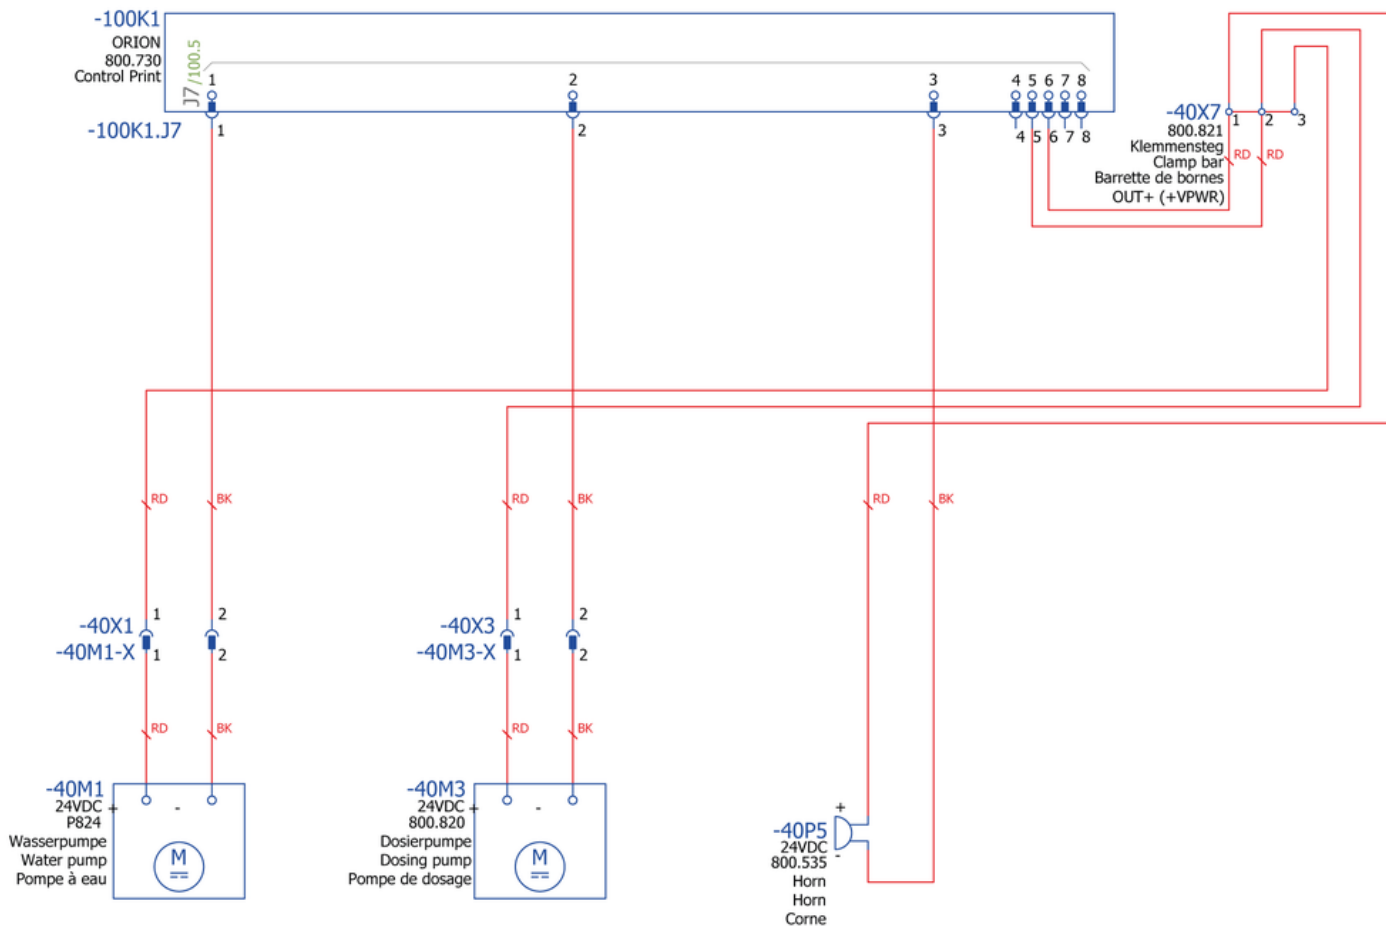 -100K1
ORION
800.730
Control Print
J7
/100.5
1
2
3
4 5 6 7 8
-100K1.J7
1
2
3
4 5 6 7 8
-40X7
1 2 3
800.821
Klemmensteg
Clamp bar
Barrette de bornes
OUT+ (+VPWR)
RD RD
RD BK
RD BK
RD BK
-40X1
1 2
-40M1-X
1 2
-40X3
1 2
-40M3-X
1 2
RD BK
RD BK
-40M1
24VDC
P824
Wasserpumpe
Water pump
Pompe à eau
+ -
M
-40M3
24VDC
800.820
Dosierpumpe
Dosing pump
Pompe de dosage
+ -
M
+
-40P5
24VDC
-
800.535
Horn
Horn
Corne